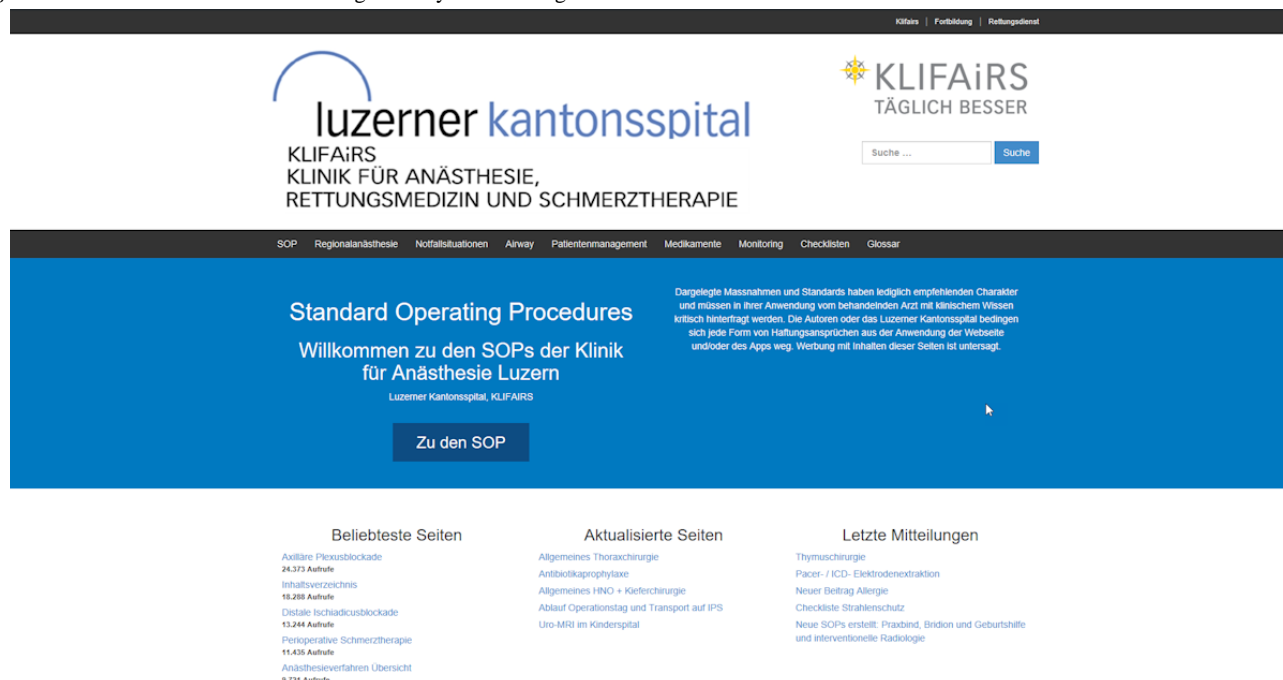 Klifairs | Fortbildung | Rettungsdienst
luzerner kantonsspital
KLIFAiRS
KLINIK FÜR ANÄSTHESIE,
RETTUNGSMEDIZIN UND SCHMERZTHERAPIE
KLIFAiRS
TÄGLICH BESSER
Suche ... Suche
SOP Regionalanästhesie Notfallsituationen Airway Patientenmanagement Medikamente Monitoring Checklisten Glossar
Standard Operating Procedures
Willkommen zu den SOPs der Klinik
für Anästhesie Luzern
Luzerner Kantonsspital, KLIFAIRS
Zu den SOP
Dargelegte Massnahmen und Standards haben lediglich empfehlenden Charakter
und müssen in ihrer Anwendung vom behandelnden Arzt mit klinischem Wissen
kritisch hinterfragt werden. Die Autoren oder das Luzerner Kantonsspital bedingen
sich jede Form von Haftungsansprüchen aus der Anwendung der Webseite
und/oder des Apps weg. Werbung mit Inhalten dieser Seiten ist untersagt.
Beliebteste Seiten
Axilläre Plexusblockade
24.373 Aufrufe
Inhaltsverzeichnis
18.288 Aufrufe
Distale Ischiadicusblockade
13.244 Aufrufe
Perioperative Schmerztherapie
11.435 Aufrufe
Anästhesieverfahren Übersicht
Aktualisierte Seiten
Allgemeines Thoraxchirurgie
Antibiotikaprophylaxe
Allgemeines HNO + Kieferchirurgie
Ablauf Operationstag und Transport auf IPS
Uro-MRI im Kinderspital
Letzte Mitteilungen
Thymuschirurgie
Pacer- / ICD- Elektrodenextraktion
Neuer Beitrag Allergie
Checkliste Strahlenschutz
Neue SOPs erstellt: Praxbind, Bridion und Geburtshilfe
und interventionelle Radiologie